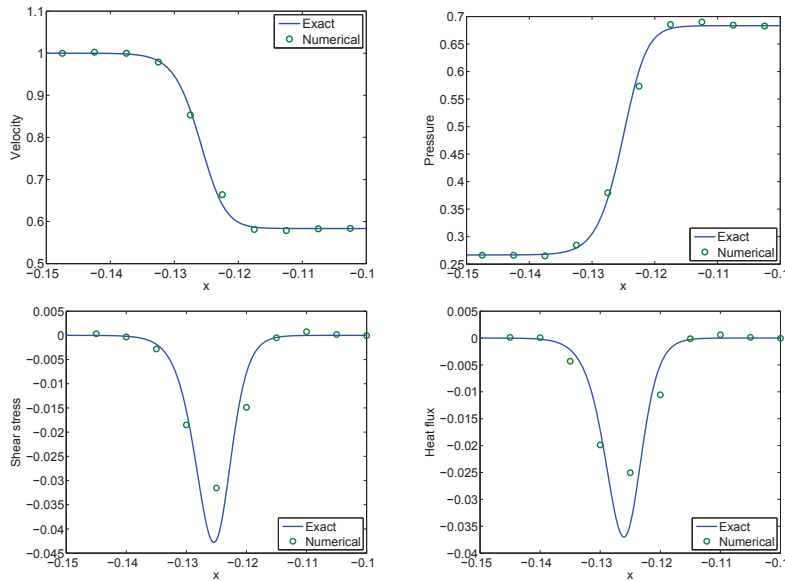 1.1
1
0.9
0.8
0.7
0.6
0.5
Velocity
−0.15 −0.14 −0.13 −0.12 −0.11 −0.1
x
Exact
Numerical
0.7
0.65
0.6
0.55
0.5
0.45
0.4
0.35
0.3
0.25
Pressure
−0.15 −0.14 −0.13 −0.12 −0.11 −0.1
x
Exact
Numerical
0.005
0
−0.005
−0.01
−0.015
−0.02
−0.025
−0.03
−0.035
−0.04
−0.045
Shear stress
−0.15 −0.14 −0.13 −0.12 −0.11 −0.1
x
Exact
Numerical
0.005
0
−0.005
−0.01
−0.015
−0.02
−0.025
−0.03
−0.035
−0.04
Heat flux
−0.15 −0.14 −0.13 −0.12 −0.11 −0.1
x
Exact
Numerical